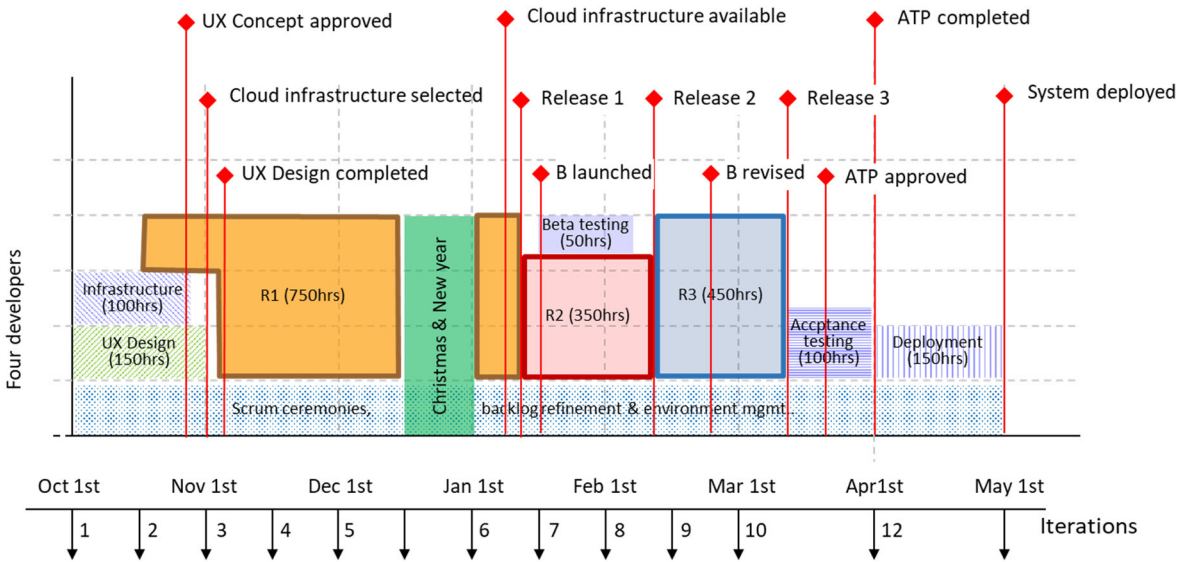 UX Concept approved
Cloud infrastructure available
ATP completed
Cloud infrastructure selected
Release 1
Release 2
Release 3
System deployed
UX Design completed
B launched
B revised
ATP approved
Four developers
Infrastructure
(100hrs)
UX Design
(150hrs)
R1 (750hrs)
Christmas & New year
Beta testing
(50hrs)
R2 (350hrs)
R3 (450hrs)
Accptance
testing
(100hrs)
Deployment
(150hrs)
Scrum ceremonies, backlog refinement & environment mgmt..
Oct 1st Nov 1st Dec 1st Jan 1st Feb 1st Mar 1st Apr1st May 1st
1 2 3 4 5 6 7 8 9 10 12 Iterations